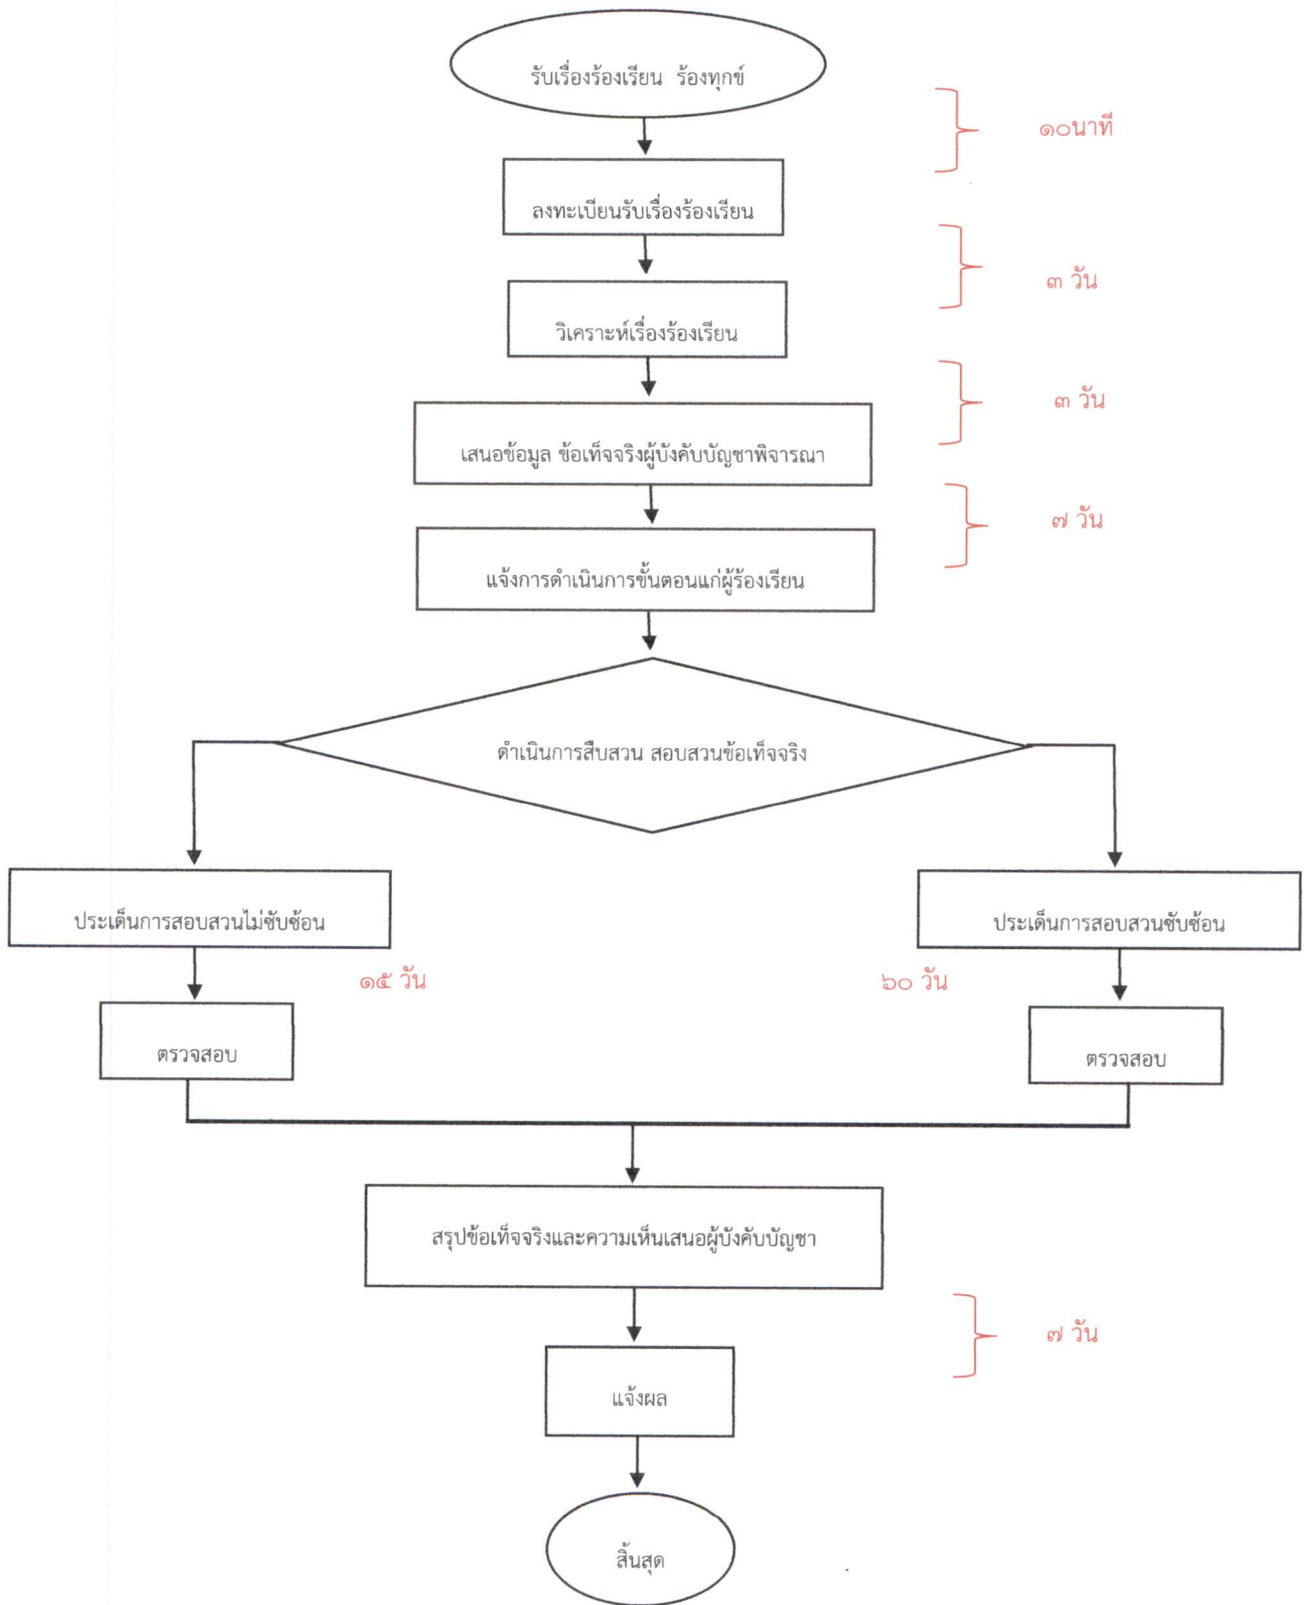 รับเรื่องร้องเรียน ร้องทุกข์
๑๐นาที
ลงทะเบียนรับเรื่องร้องเรียน
๓ วัน
วิเคราะห์เรื่องร้องเรียน
๓ วัน
เสนอข้อมูล ข้อเท็จจริงผู้บังคับบัญชาพิจารณา
๗ วัน
แจ้งการดำเนินการขั้นตอนแก่ผู้ร้องเรียน
ดำเนินการสืบสวน สอบสวนข้อเท็จจริง
ประเด็นการสอบสวนไม่ซับซ้อน
ประเด็นการสอบสวนซับซ้อน
๑๕ วัน
๖๐ วัน
ตรวจสอบ
ตรวจสอบ
สรุปข้อเท็จจริงและความเห็นเสนอผู้บังคับบัญชา
๗ วัน
แจ้งผล
สิ้นสุด